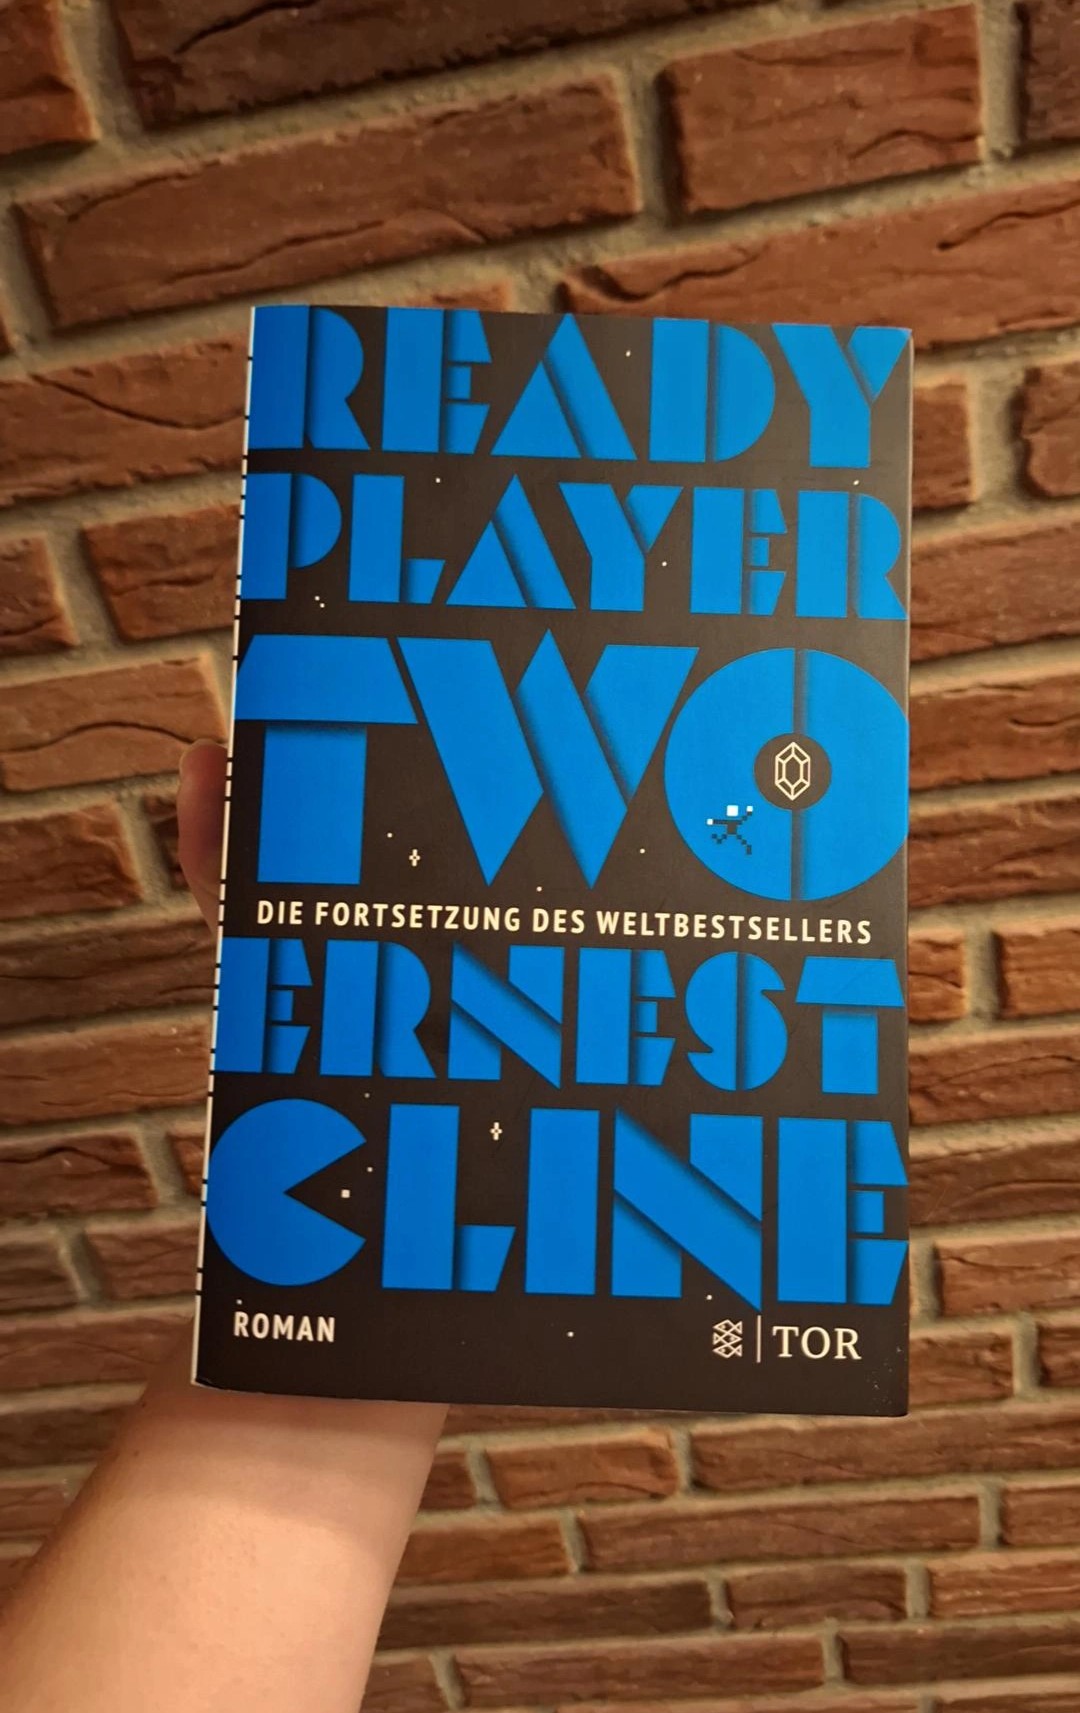 READY
PLAYER
TWO
DIE FORTSETZUNG DES WELTBESTSELLERS
ERNEST
CLINE
ROMAN
TOR